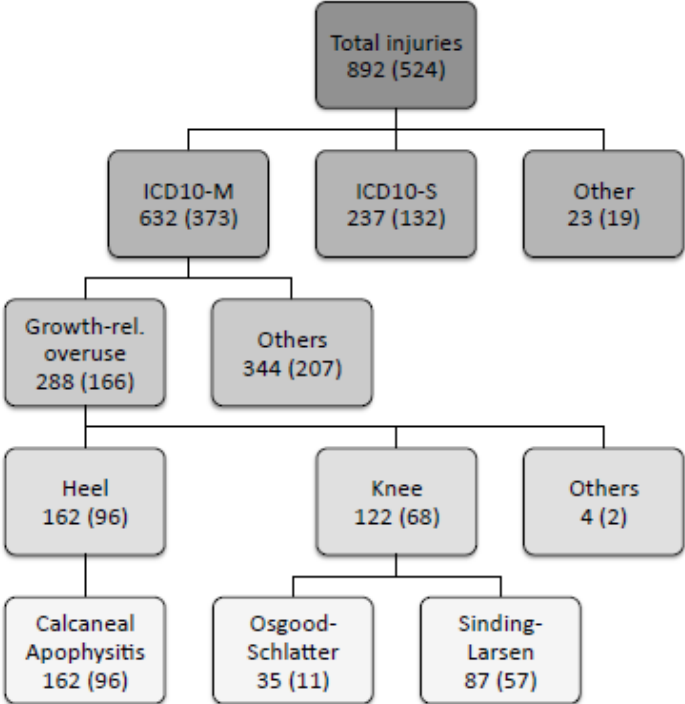 Total injuries
892 (524)
ICD10-M
632 (373)
ICD10-S
237 (132)
Other
23 (19)
Growth-rel.
overuse
288 (166)
Others
344 (207)
Heel
162 (96)
Knee
122 (68)
Others
4 (2)
Calcaneal
Apophysitis
162 (96)
Osgood-
Schlatter
35 (11)
Sinding-
Larsen
87 (57)